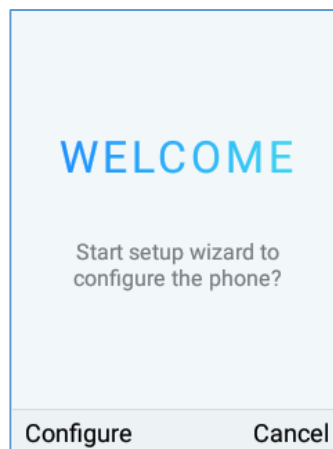 WELCOME
Start setup wizard to
configure the phone?
Configure Cancel